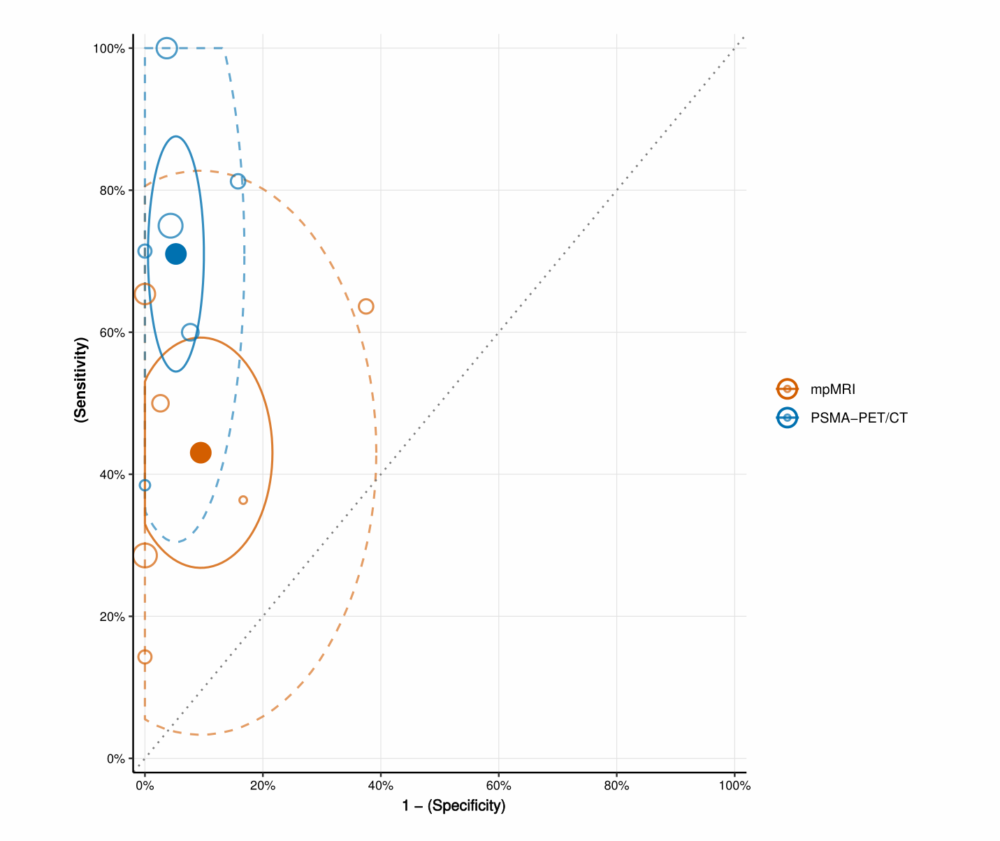 100%
80%
60%
40%
20%
0%
(Sensitivity)
0% 20% 40% 60% 80% 100%
1 − (Specificity)
mpMRI
PSMA−PET/CT